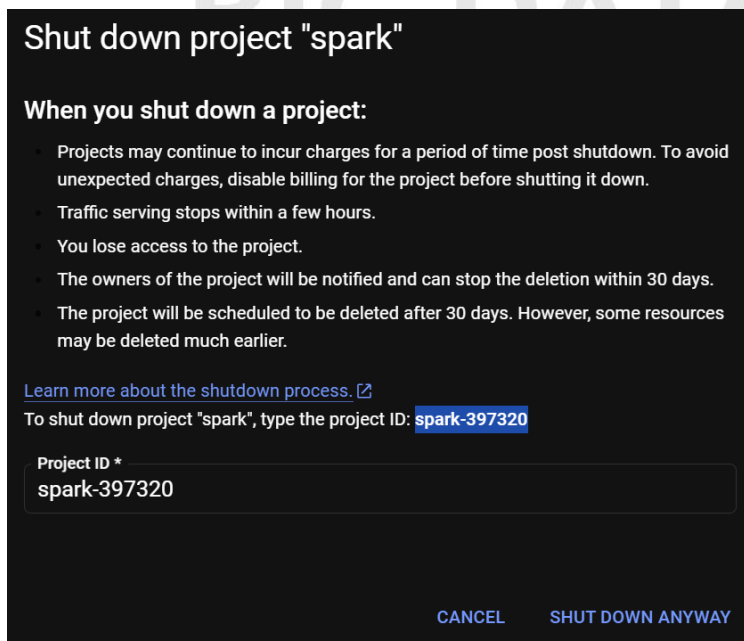 Shut down project "spark"
When you shut down a project:
Projects may continue to incur charges for a period of time post shutdown. To avoid
unexpected charges, disable billing for the project before shutting it down.
Traffic serving stops within a few hours.
You lose access to the project.
The owners of the project will be notified and can stop the deletion within 30 days.
The project will be scheduled to be deleted after 30 days. However, some resources
may be deleted much earlier.
Learn more about the shutdown process.
To shut down project "spark", type the project ID: spark-397320
Project ID *
spark-397320
CANCEL SHUT DOWN ANYWAY